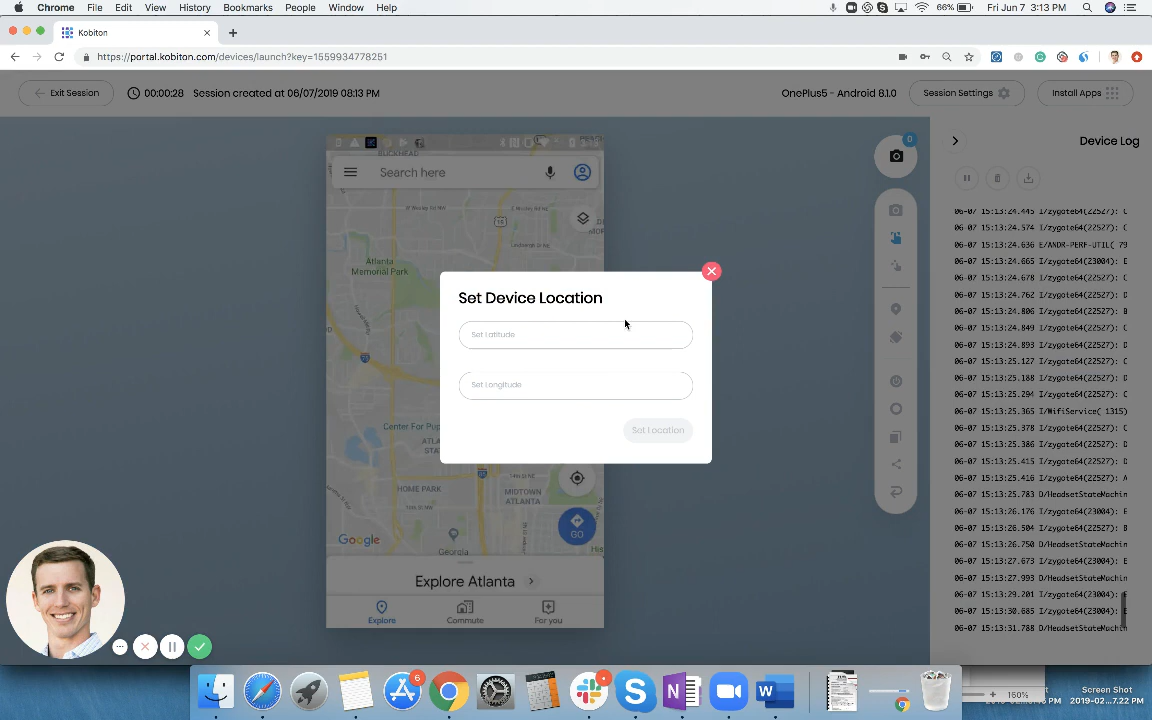 Chrome File Edit View History Bookmarks People Window Help 66% Fri Jun 7 3:13 PM
Kobiton
https://portal.kobiton.com/devices/launch?key=1559934778251
Exit Session 00:00:28 Session created at 06/07/2019 08:13 PM OnePlus5 - Android 8.1.0 Session Settings Install Apps
0
Device Log
BUCKHEAD
Search here
Atlanta
Memorial Park
Set Device Location
Set Latitude
Set Longitude
Set Location
Center For
HOME PARK
MIDTOWN
ATLANTA
GO
Google
Georgia
Explore Atlanta
Explore Commute For you
06-07 15:13:24.445 I/zygote64(22527): C
06-07 15:13:24.574 I/zygote64(22527): C
06-07 15:13:24.636 E/ANDR-PERF-UTIL( 79
06-07 15:13:24.665 I/zygote64(23004): E
06-07 15:13:24.678 I/zygote64(22527): C
06-07 15:13:24.762 I/zygote64(22527): D
06-07 15:13:24.806 I/zygote64(22527): B
06-07 15:13:24.849 I/zygote64(22527): C
06-07 15:13:24.893 I/zygote64(22527): D
06-07 15:13:25.127 I/zygote64(22527): C
06-07 15:13:25.188 I/zygote64(22527): D
06-07 15:13:25.294 I/zygote64(22527): C
06-07 15:13:25.365 I/WifiService( 1315)
06-07 15:13:25.378 I/zygote64(22527): C
06-07 15:13:25.386 I/zygote64(22527): D
06-07 15:13:25.415 I/zygote64(22527): D
06-07 15:13:25.416 I/zygote64(22527): A
06-07 15:13:25.783 D/HeadsetStateMachin
06-07 15:13:26.176 I/zygote64(23004): E
06-07 15:13:26.504 I/zygote64(22527): B
06-07 15:13:26.750 D/HeadsetStateMachin
06-07 15:13:27.673 I/zygote64(23004): E
06-07 15:13:27.993 D/HeadsetStateMachin
06-07 15:13:29.201 I/zygote64(23004): E
06-07 15:13:30.685 I/zygote64(23004): E
06-07 15:13:31.788 D/HeadsetStateMachin
6
160%
Screen Shot
2019-02...7.22 PM